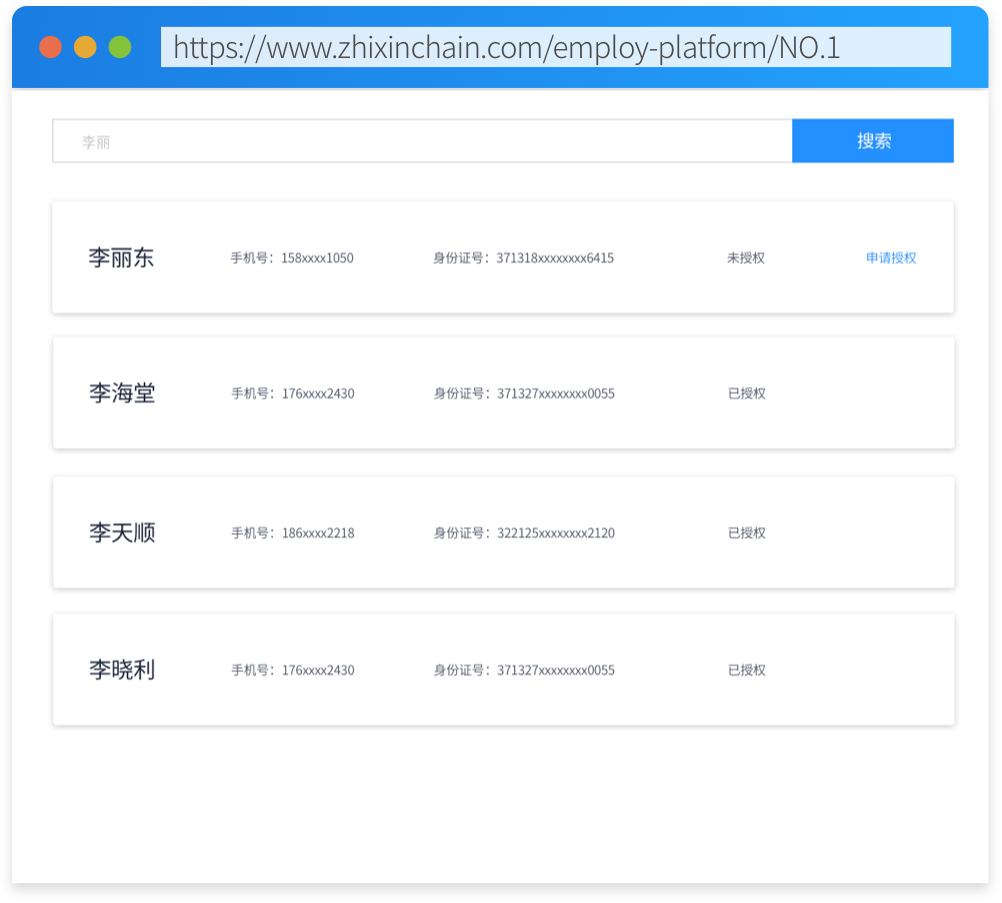 https://www.zhixinchain.com/employ-platform/NO.1
李丽 搜索
李丽东 手机号：158xxxx1050 身份证号：371318xxxxxxxx6415 未授权 申请授权
李海堂 手机号：176xxxx2430 身份证号：371327xxxxxxxx0055 已授权
李天顺 手机号：186xxxx2218 身份证号：322125xxxxxxxx2120 已授权
李晓利 手机号：176xxxx2430 身份证号：371327xxxxxxxx0055 已授权